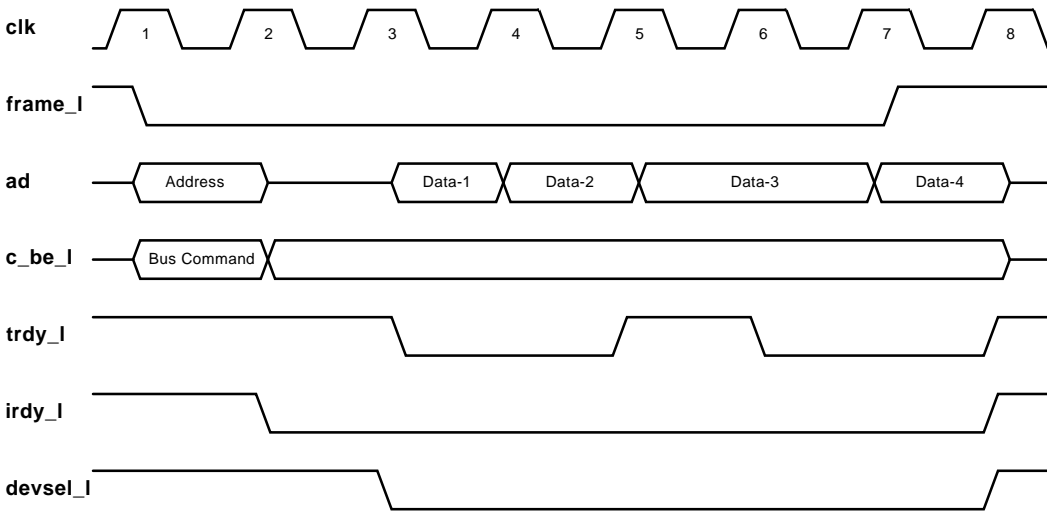 clk 1 2 3 4 5 6 7 8
frame_l
ad Address Data-1 Data-2 Data-3 Data-4
c_be_l Bus Command
trdy_l
irdy_l
devsel_l